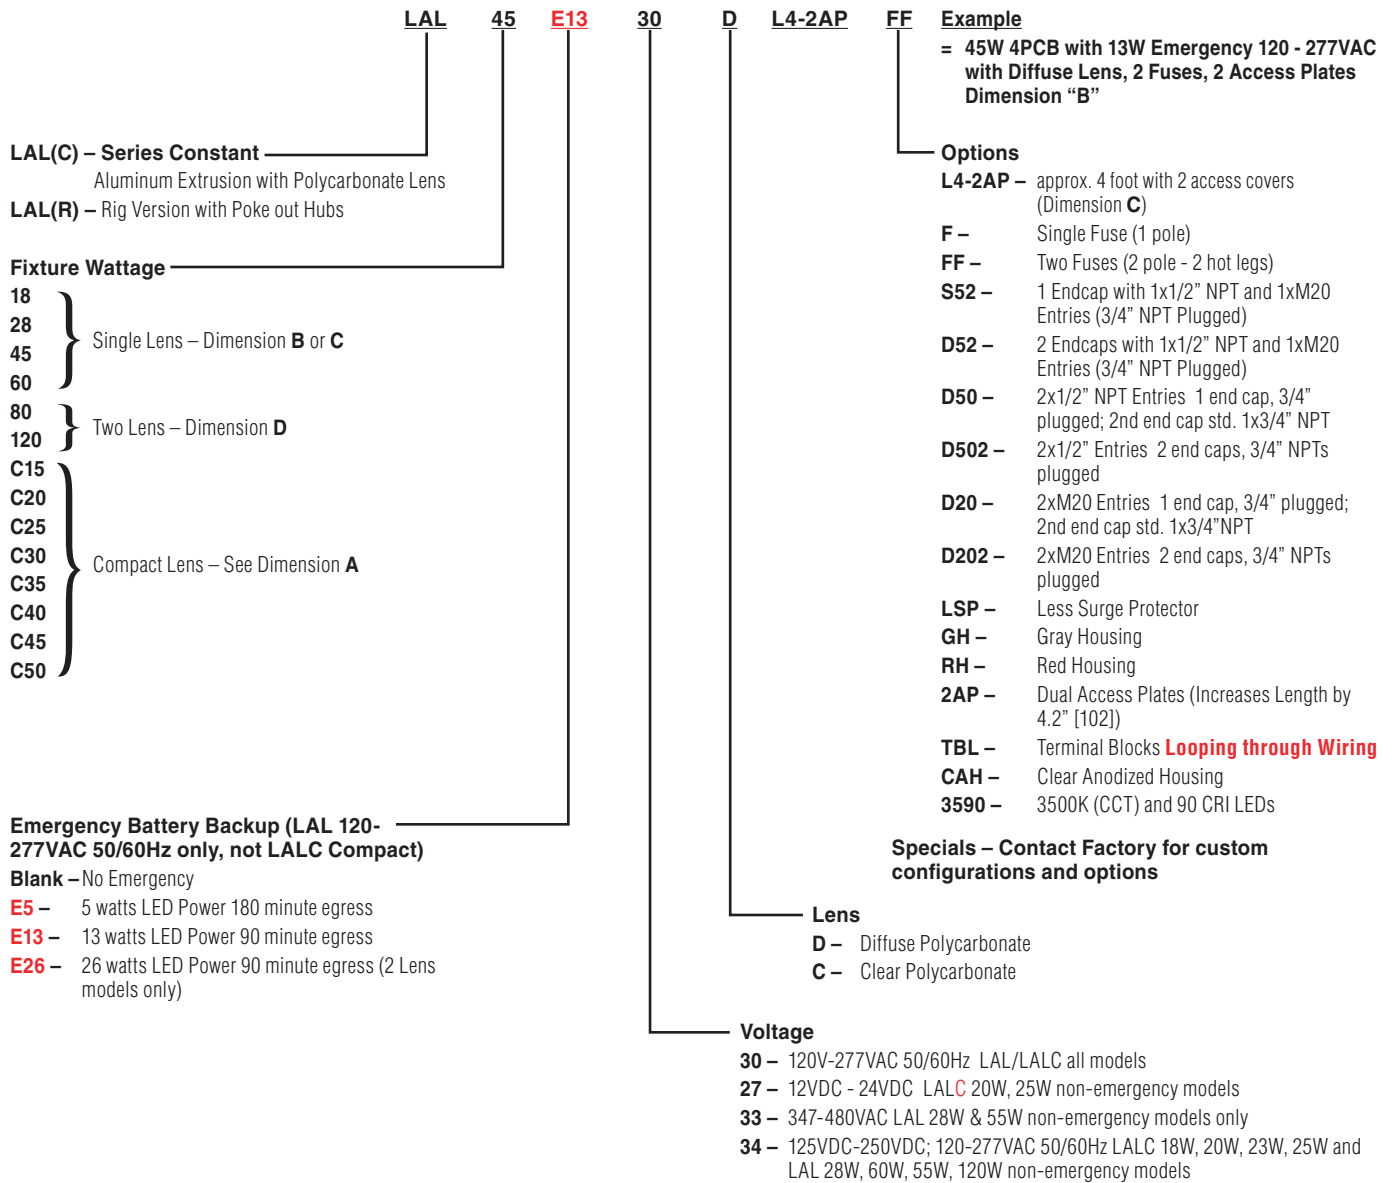 LAL 45 E13 30 D L4-2AP FF Example
= 45W 4PCB with 13W Emergency 120 - 277VAC
with Diffuse Lens, 2 Fuses, 2 Access Plates
Dimension “B”
LAL(C) – Series Constant
Aluminum Extrusion with Polycarbonate Lens
LAL(R) – Rig Version with Poke out Hubs
Fixture Wattage
18
28
45
60
Single Lens – Dimension B or C
80
120
Two Lens – Dimension D
C15
C20
C25
C30
C35
C40
C45
C50
Compact Lens – See Dimension A
Emergency Battery Backup (LAL 120-
277VAC 50/60Hz only, not LALC Compact)
Blank – No Emergency
E5 – 5 watts LED Power 180 minute egress
E13 – 13 watts LED Power 90 minute egress
E26 – 26 watts LED Power 90 minute egress (2 Lens
models only)
Options
L4-2AP – approx. 4 foot with 2 access covers
(Dimension C)
F – Single Fuse (1 pole)
FF – Two Fuses (2 pole - 2 hot legs)
S52 – 1 Endcap with 1x1/2” NPT and 1xM20
Entries (3/4” NPT Plugged)
D52 – 2 Endcaps with 1x1/2” NPT and 1xM20
Entries (3/4” NPT Plugged)
D50 – 2x1/2” NPT Entries 1 end cap, 3/4”
plugged; 2nd end cap std. 1x3/4” NPT
D502 – 2x1/2” Entries 2 end caps, 3/4” NPTs
plugged
D20 – 2xM20 Entries 1 end cap, 3/4” plugged;
2nd end cap std. 1x3/4”NPT
D202 – 2xM20 Entries 2 end caps, 3/4” NPTs
plugged
LSP – Less Surge Protector
GH – Gray Housing
RH – Red Housing
2AP – Dual Access Plates (Increases Length by
4.2” [102])
TBL – Terminal Blocks Looping through Wiring
CAH – Clear Anodized Housing
3590 – 3500K (CCT) and 90 CRI LEDs
Specials – Contact Factory for custom
configurations and options
Lens
D – Diffuse Polycarbonate
C – Clear Polycarbonate
Voltage
30 – 120V-277VAC 50/60Hz LAL/LALC all models
27 – 12VDC - 24VDC LALC 20W, 25W non-emergency models
33 – 347-480VAC LAL 28W & 55W non-emergency models only
34 – 125VDC-250VDC; 120-277VAC 50/60Hz LALC 18W, 20W, 23W, 25W and
LAL 28W, 60W, 55W, 120W non-emergency models